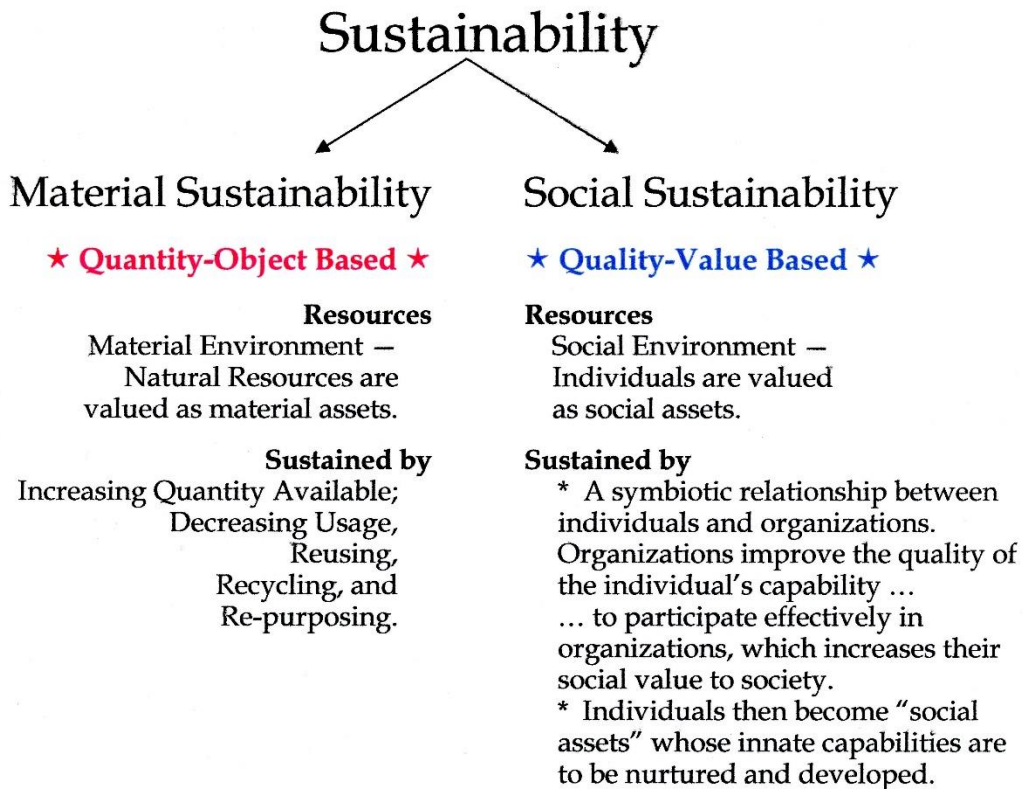 Sustainability
Material Sustainability
★ Quantity-Object Based ★
Resources
Material Environment —
Natural Resources are
valued as material assets.
Sustained by
Increasing Quantity Available;
Decreasing Usage,
Reusing,
Recycling, and
Re-purposing.
Social Sustainability
★ Quality-Value Based ★
Resources
Social Environment —
Individuals are valued
as social assets.
Sustained by
* A symbiotic relationship between
individuals and organizations.
Organizations improve the quality of
the individual's capability ...
... to participate effectively in
organizations, which increases their
social value to society.
* Individuals then become "social
assets" whose innate capabilities are
to be nurtured and developed.